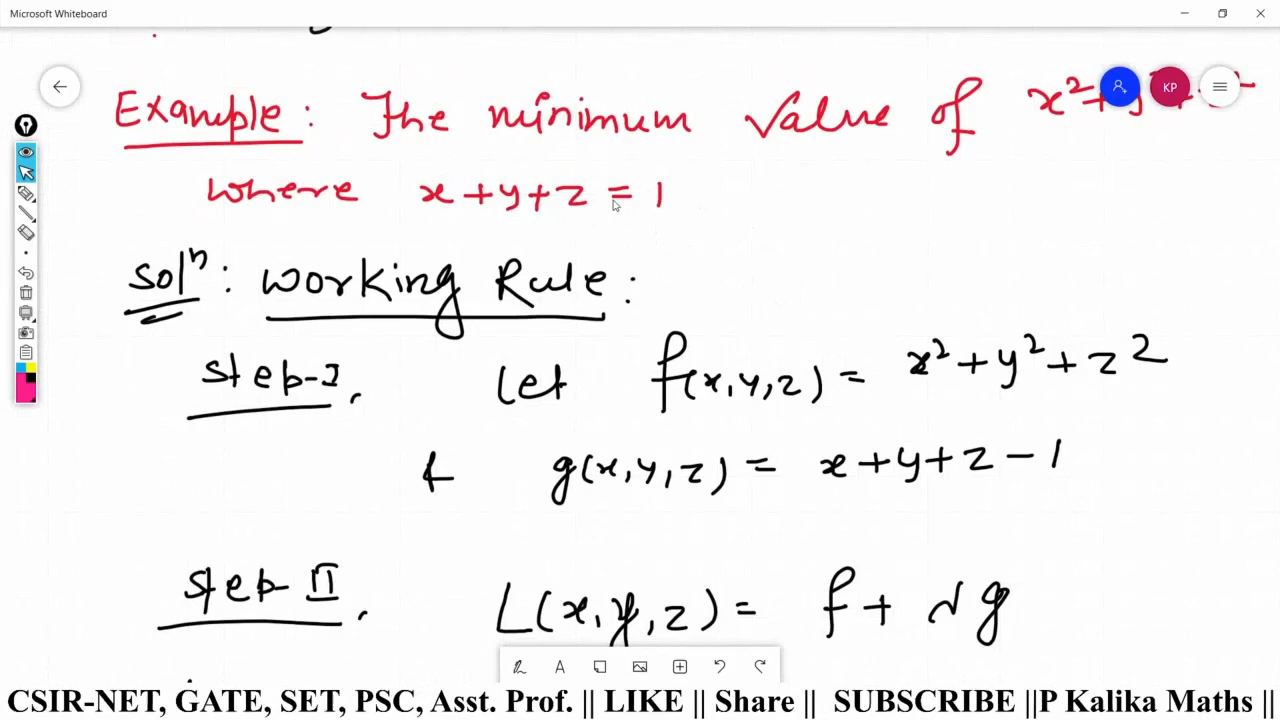 Microsoft Whiteboard
KP
Example: The minimum value of x²+y
where x+y+z = 1
Solⁿ: Working Rule:
Step-I. Let f(x,y,z) = x²+y²+z²
& g(x,y,z) = x+y+z-1
Step II. L(x,y,z) = f+λg
A
CSIR-NET, GATE, SET, PSC, Asst. Prof. || LIKE || Share || SUBSCRIBE ||P Kalika Maths ||